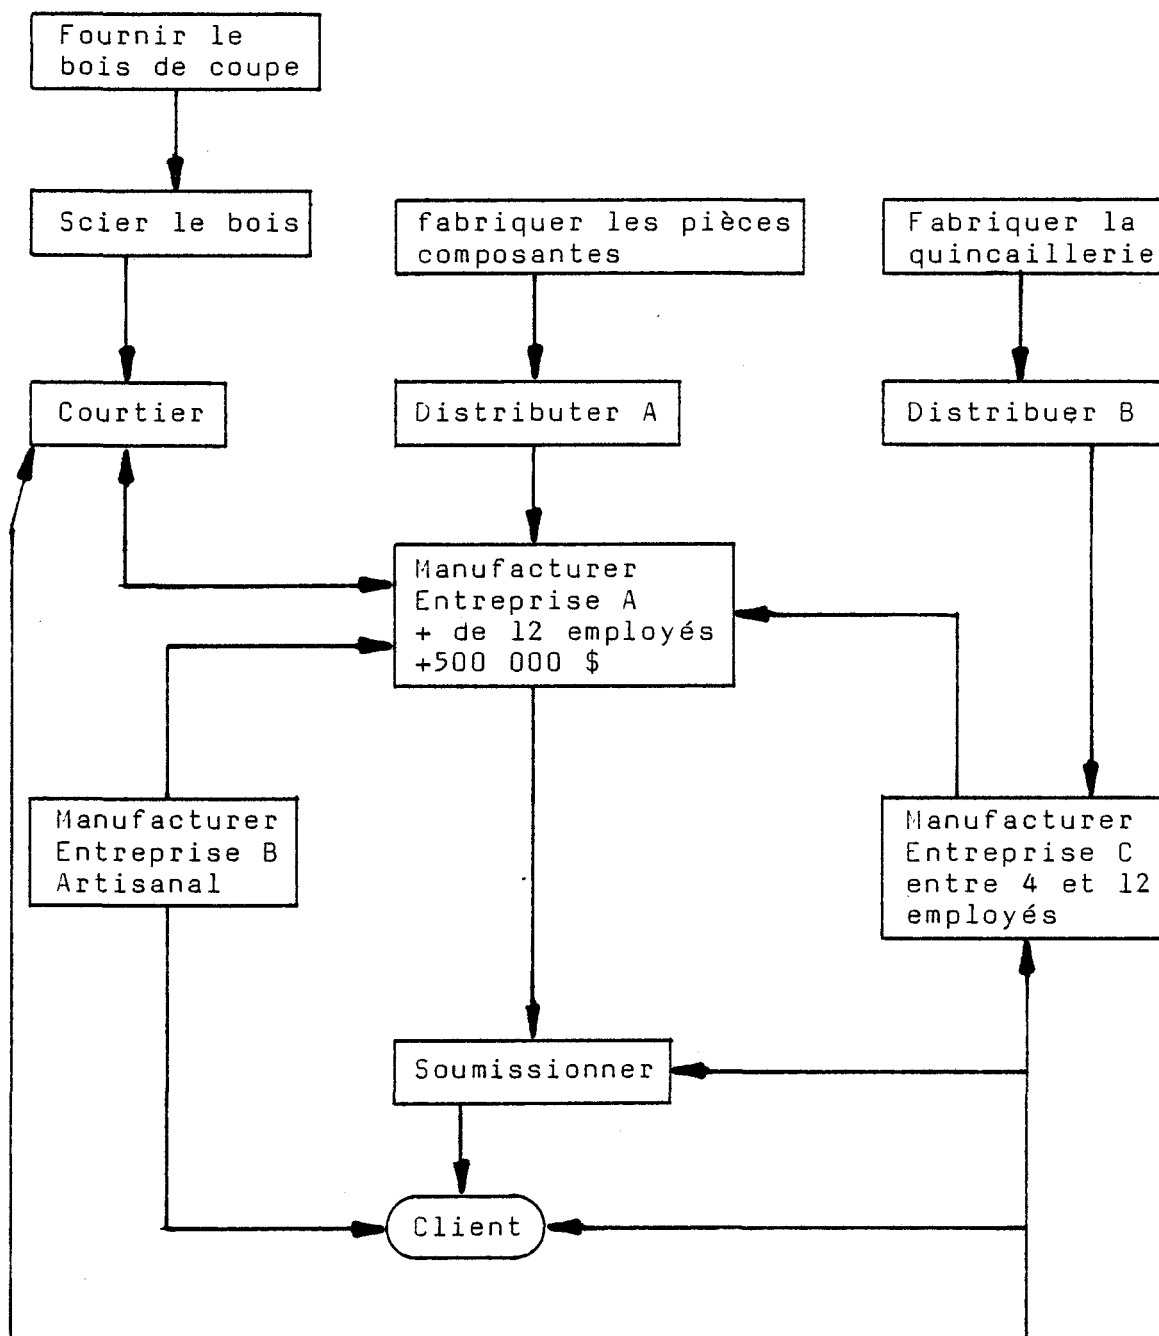 Fournir le
bois de coupe
Scier le bois
fabriquer les pièces
composantes
Fabriquer la
quincaillerie
Courtier
Distributer A
Distribuer B
Manufacturer
Entreprise A
+ de 12 employés
+500 000 $
Manufacturer
Entreprise B
Artisanal
Manufacturer
Entreprise C
entre 4 et 12
employés
Soumissionner
Client